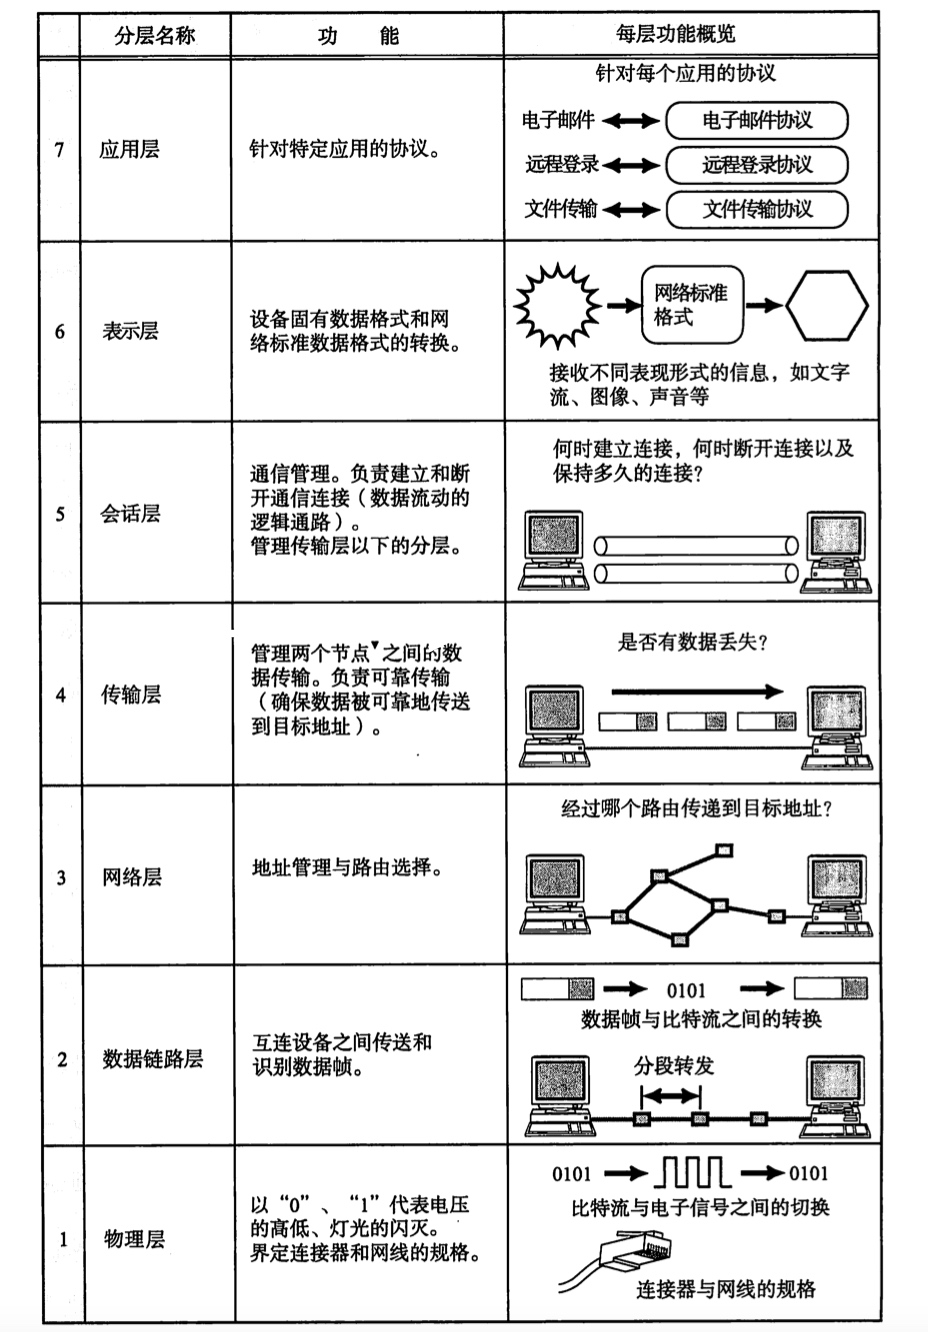 分层名称 功 能 每层功能概览
针对每个应用的协议
7 应用层 针对特定应用的协议。
电子邮件 电子邮件协议
远程登录 远程登录协议
文件传输 文件传输协议
6 表示层
设备固有数据格式和网
络标准数据格式的转换。
网络标准
格式
接收不同表现形式的信息，如文字
流、图像、声音等
5 会话层
通信管理。负责建立和断
开通信连接（数据流动的
逻辑通路）。
管理传输层以下的分层。
何时建立连接，何时断开连接以及
保持多久的连接？
4 传输层
管理两个节点▼之间的数
据传输。负责可靠传输
（确保数据被可靠地传送
到目标地址）。
是否有数据丢失？
3 网络层 地址管理与路由选择。
经过哪个路由传递到目标地址？
2 数据链路层
互连设备之间传送和
识别数据帧。
0101
数据帧与比特流之间的转换
分段转发
1 物理层
以“0”、“1”代表电压
的高低、灯光的闪灭。
界定连接器和网线的规格。
0101 0101
比特流与电子信号之间的切换
连接器与网线的规格